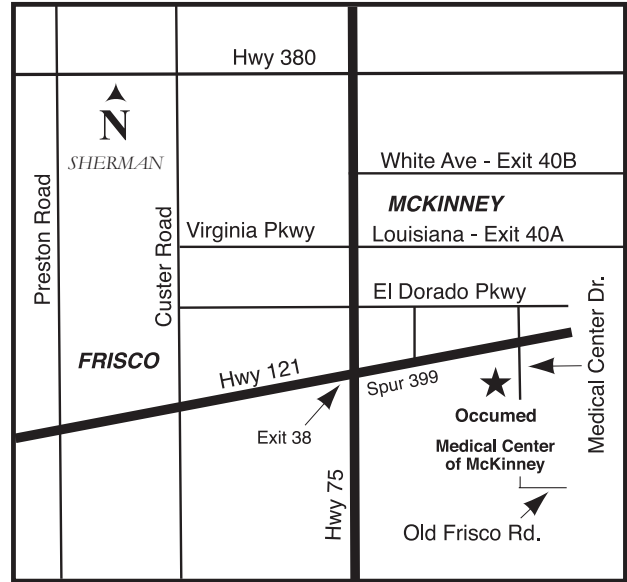 Hwy 380
N
SHERMAN
White Ave - Exit 40B
MCKINNEY
Virginia Pkwy
Louisiana - Exit 40A
Preston Road
Custer Road
El Dorado Pkwy
Medical Center Dr.
FRISCO
Hwy 121
Spur 399
Exit 38
Occumed
Medical Center
of McKinney
Hwy 75
Old Frisco Rd.